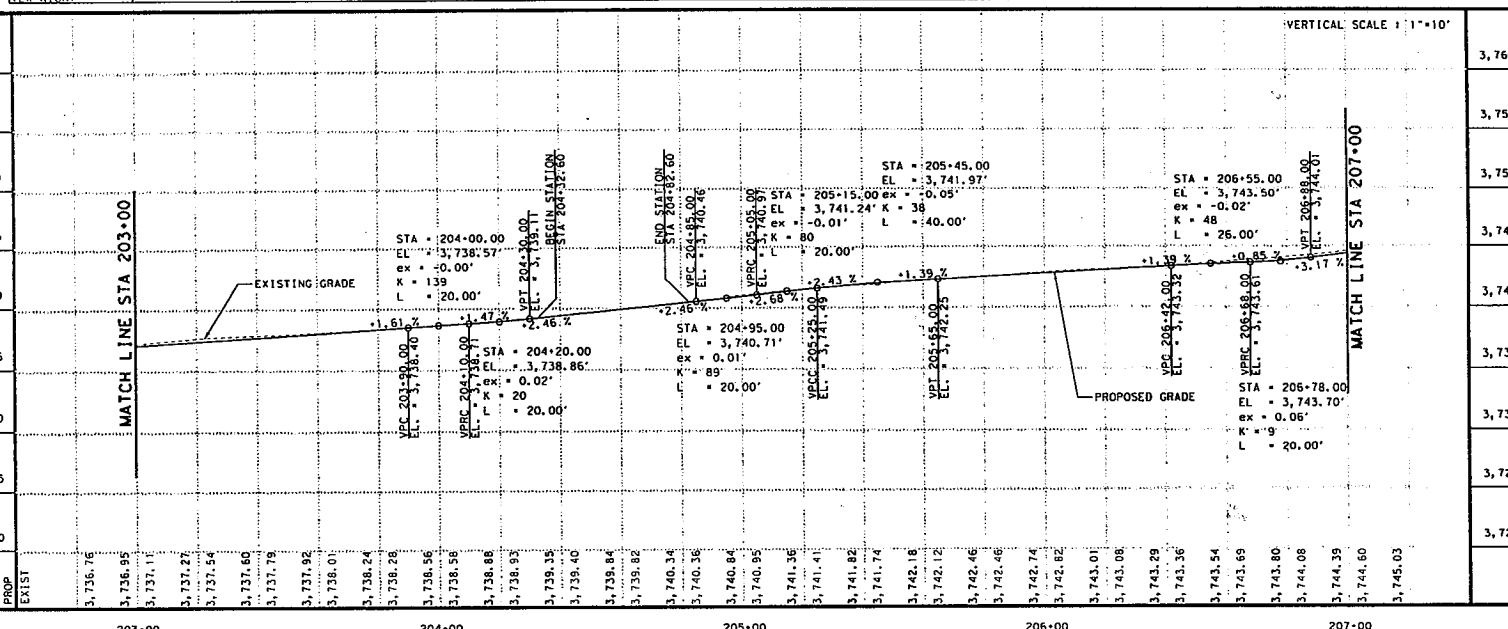 VERTICAL SCALE : 1"=10'
MATCH LINE STA 203+00
EXISTING GRADE
STA = 204+00.00
EL = 3,738.57'
ex = -0.00'
K = 139
L = 20.00'
+1.61 %
VPC 203+90.00
EL. = 3,738.40
+1.47 %
VPRC 204+10.00
EL. = 3,738.71
STA = 204+20.00
EL = 3,738.86'
ex = 0.02'
K = 20
L = 20.00'
VPT 204+30.00
EL. = 3,739.11
BEGIN STATION
STA 204+32.60
+2.46 %
END STATION
STA 204+82.60
VPC 204+85.00
EL. = 3,740.46
+2.46 %
STA = 204+95.00
EL = 3,740.71'
ex = 0.01'
K = 89
L = 20.00'
VPRC 205+05.00
EL. = 3,740.97
+2.68 %
STA = 205+15.00
EL = 3,741.24'
ex = -0.01'
K = 80
L = 20.00'
+2.43 %
VPCC 205+25.00
EL. = 3,741.49
STA = 205+45.00
EL = 3,741.97'
ex = -0.05'
K = 38
L = 40.00'
+1.39 %
VPT 205+65.00
EL. = 3,742.25
PROPOSED GRADE
+1.39 %
VPC 206+42.00
EL. = 3,743.32
STA = 206+55.00
EL = 3,743.50'
ex = -0.02'
K = 48
L = 26.00'
+0.85 %
VPRC 206+68.00
EL. = 3,743.61
STA = 206+78.00
EL = 3,743.70'
ex = 0.06'
K = 9
L = 20.00'
VPT 206+88.00
EL. = 3,744.01
+3.17 %
MATCH LINE STA 207+00
PROP
EXIST
3,736.76
3,736.95
3,737.11
3,737.27
3,737.54
3,737.60
3,737.79
3,737.92
3,738.01
3,738.24
3,738.28
3,738.56
3,738.58
3,738.88
3,738.93
3,739.35
3,739.40
3,739.84
3,739.82
3,740.34
3,740.36
3,740.84
3,740.95
3,741.36
3,741.41
3,741.82
3,741.74
3,742.18
3,742.12
3,742.46
3,742.46
3,742.74
3,742.82
3,743.01
3,743.08
3,743.29
3,743.36
3,743.54
3,743.69
3,743.80
3,744.08
3,744.39
3,744.60
3,745.03
203+00
204+00
205+00
206+00
207+00